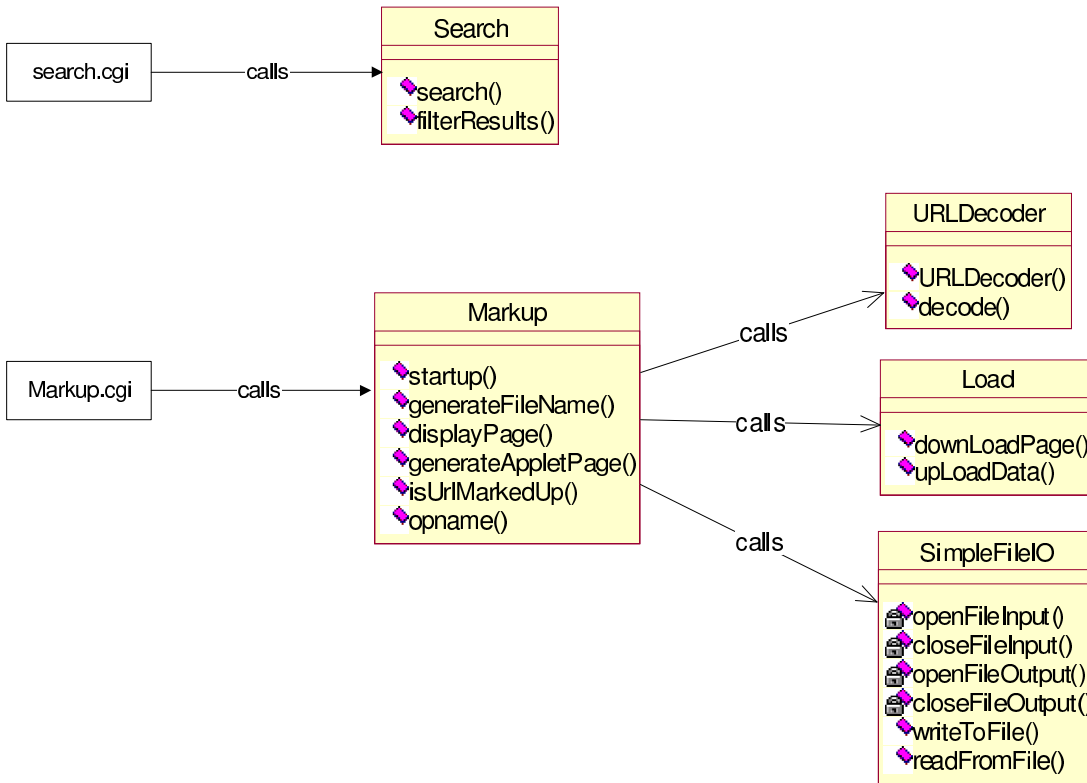 Search
search.cgi
calls
search()
filterResults()
URLDecoder
URLDecoder()
decode()
Markup
calls
Markup.cgi
calls
startup()
generateFileName()
displayPage()
generateAppletPage()
isUrlMarkedUp()
opname()
Load
calls
downLoadPage()
upLoadData()
calls
SimpleFileIO
openFileInput()
closeFileInput()
openFileOutput()
closeFileOutput()
writeToFile()
readFromFile()